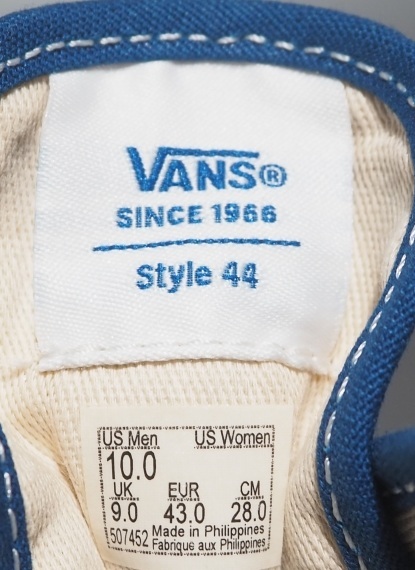 VANS®
SINCE 1966
Style 44
US Men US Women
10.0
UK EUR CM
9.0 43.0 28.0
507452 Made in Philippines
Fabrique aux Philippines